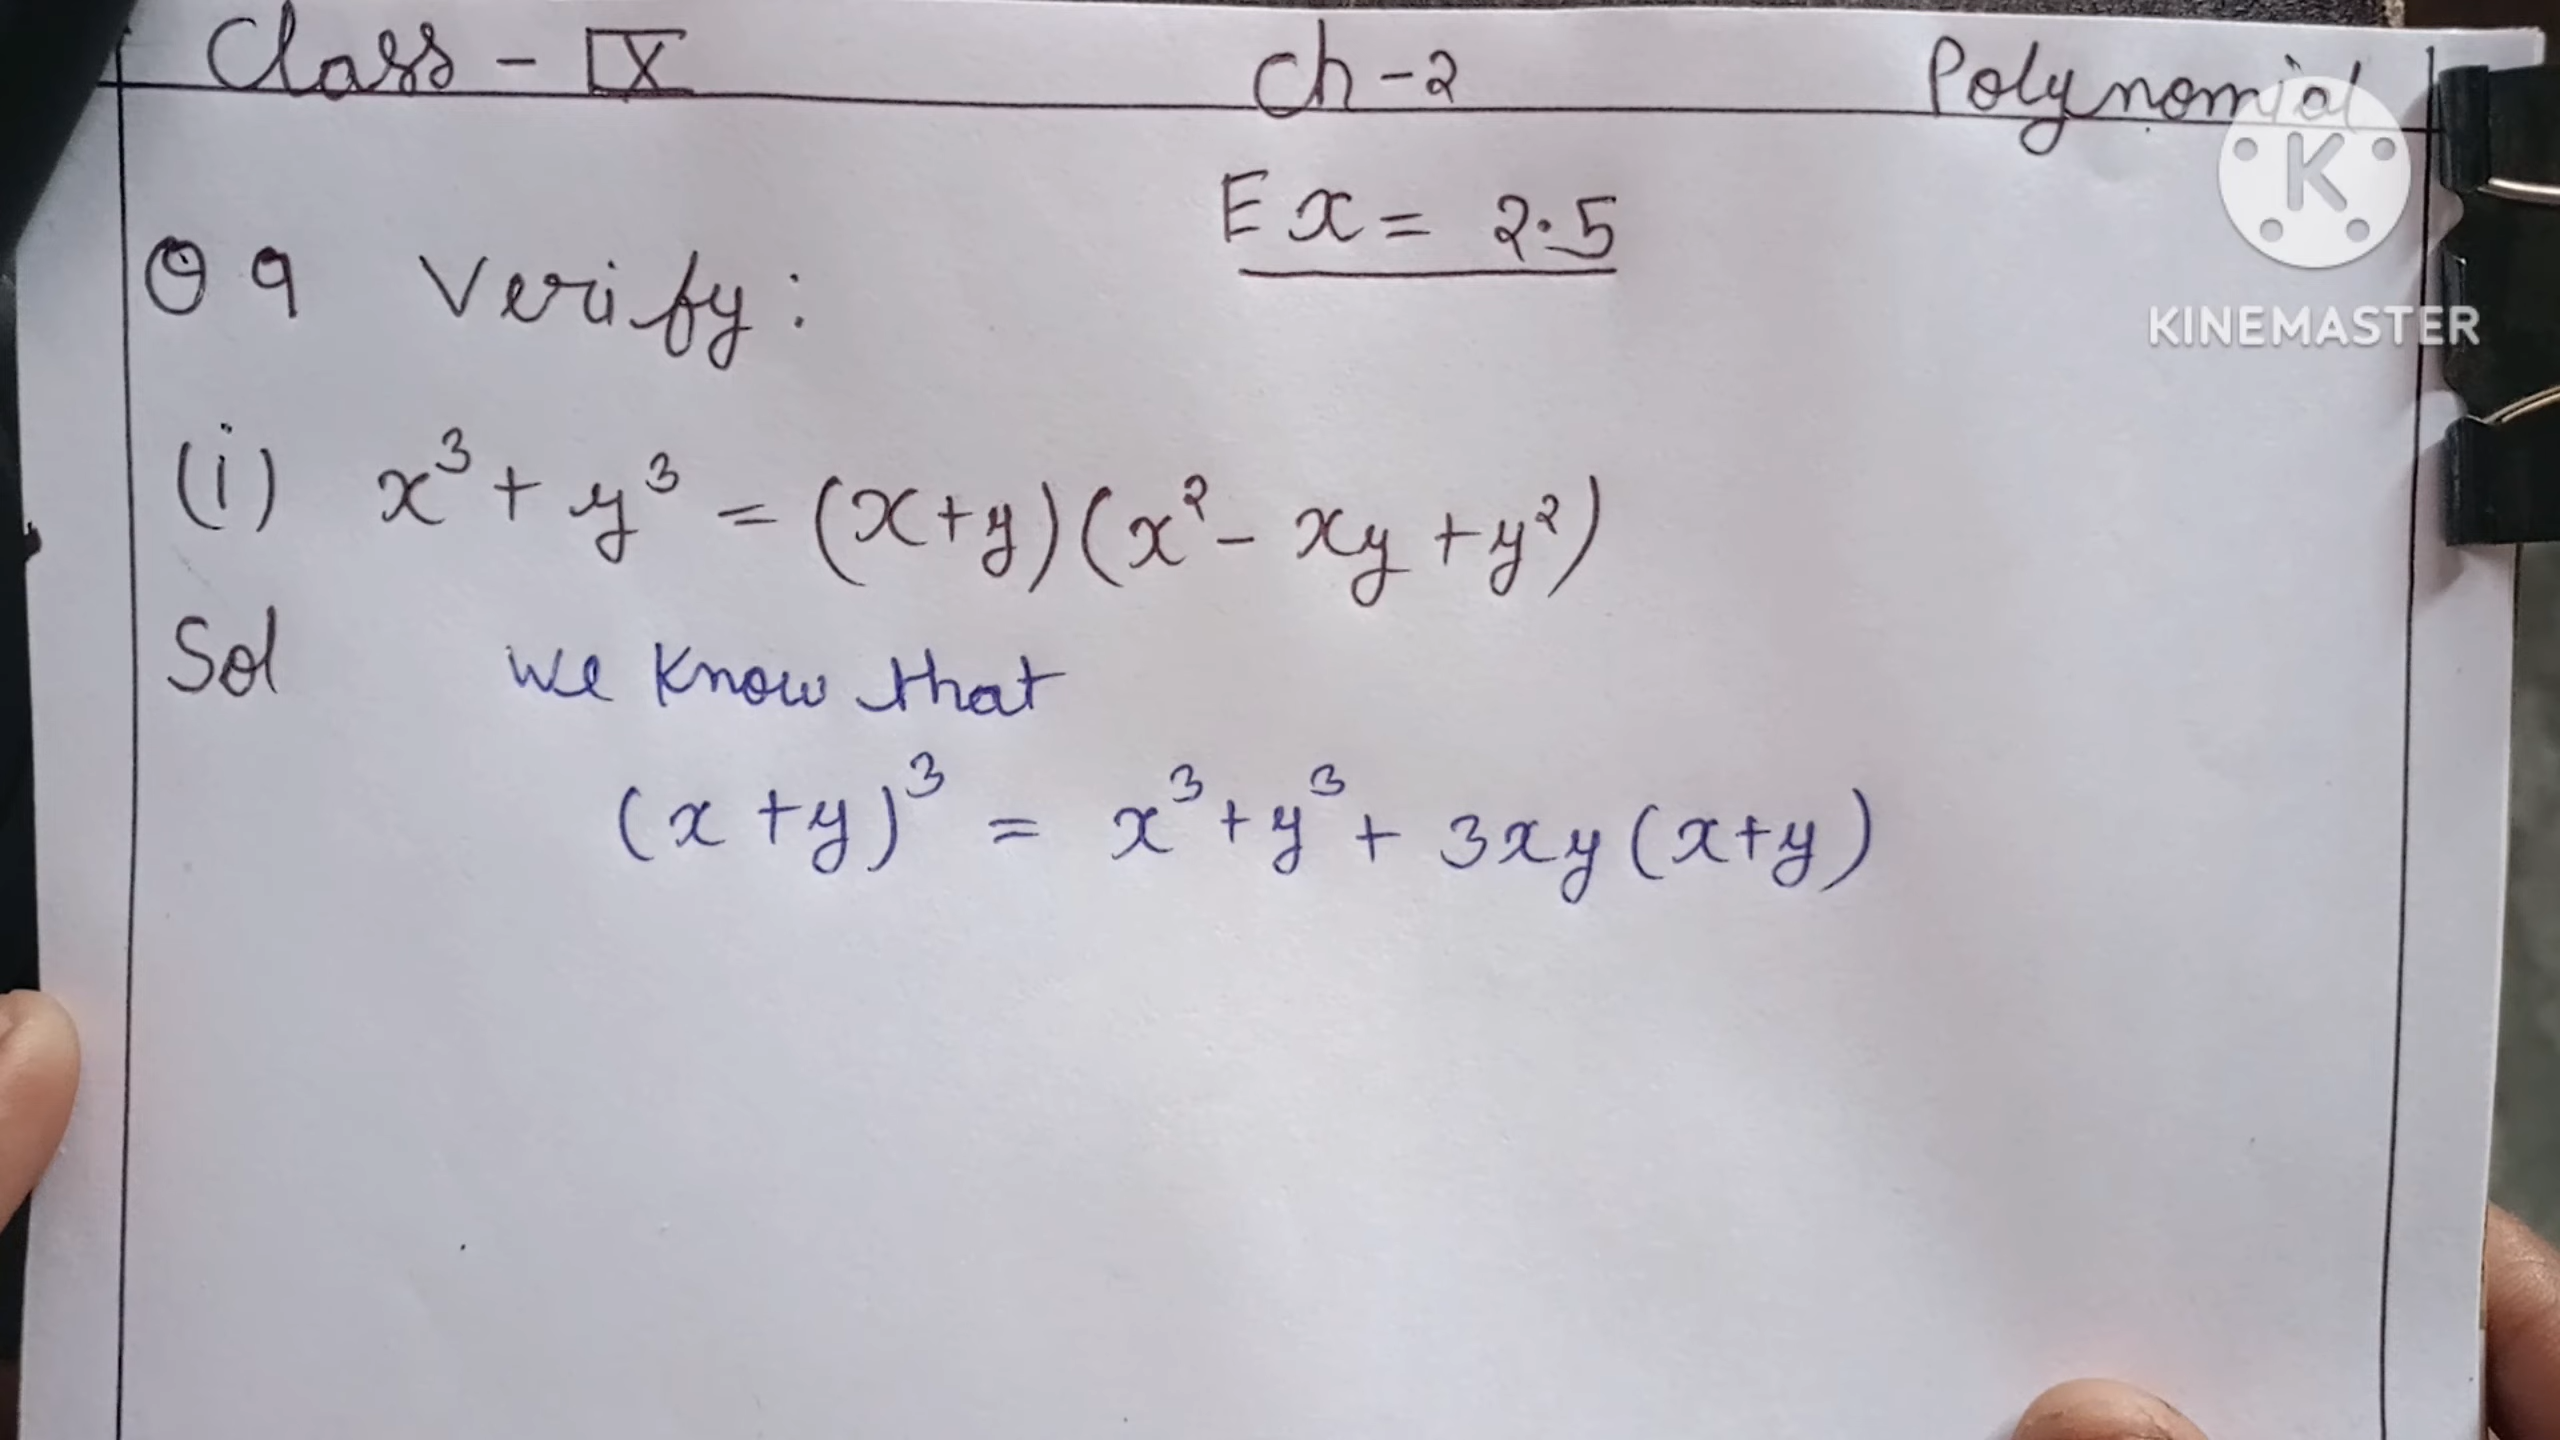 Class - IX Ch-2 Polynomial
Ex = 2.5
Q 9 Verify:
(i) x³ + y³ = (x+y)(x² - xy + y²)
Sol We Know that
(x + y)³ = x³ + y³ + 3xy(x+y)
K
KINEMASTER